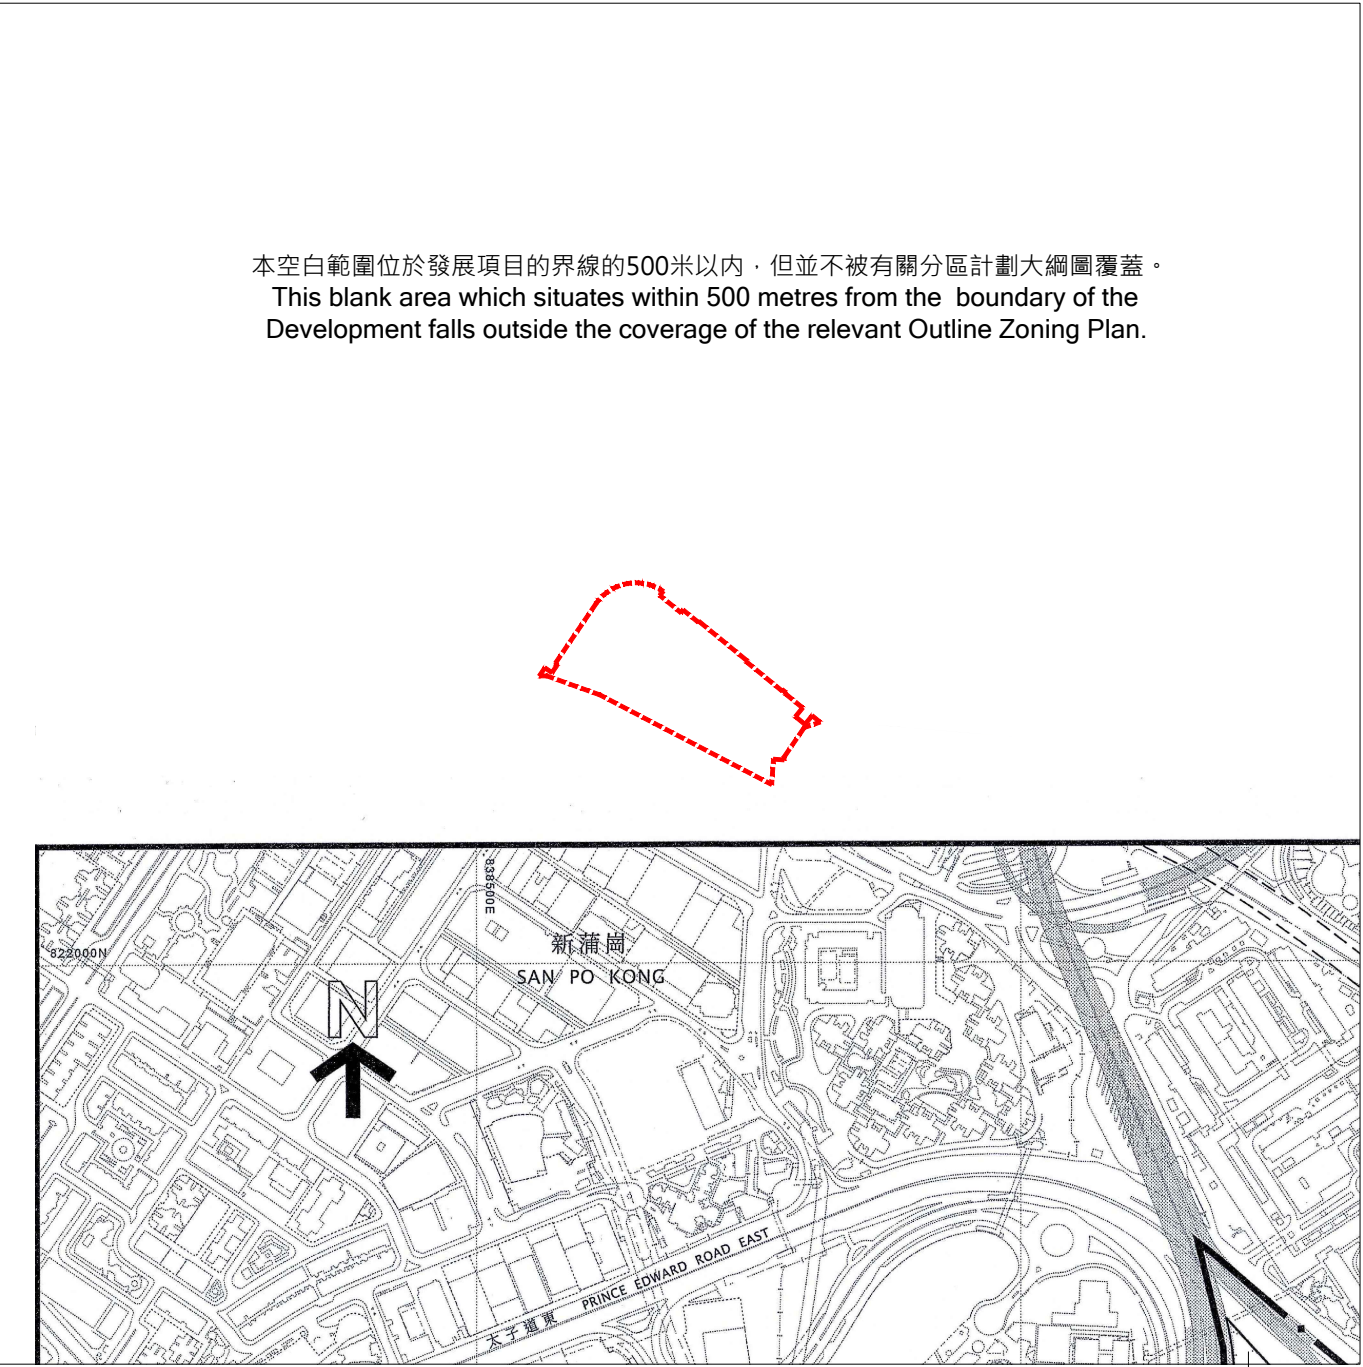 本空白範圍位於發展項目的界線的500米以内，但並不被有關分區計劃大綱圖覆蓋。
This blank area which situates within 500 metres from the boundary of the
Development falls outside the coverage of the relevant Outline Zoning Plan.
838500E
新蒲崗
822000N
SAN PO KONG
N
太子道東 PRINCE EDWARD ROAD EAST